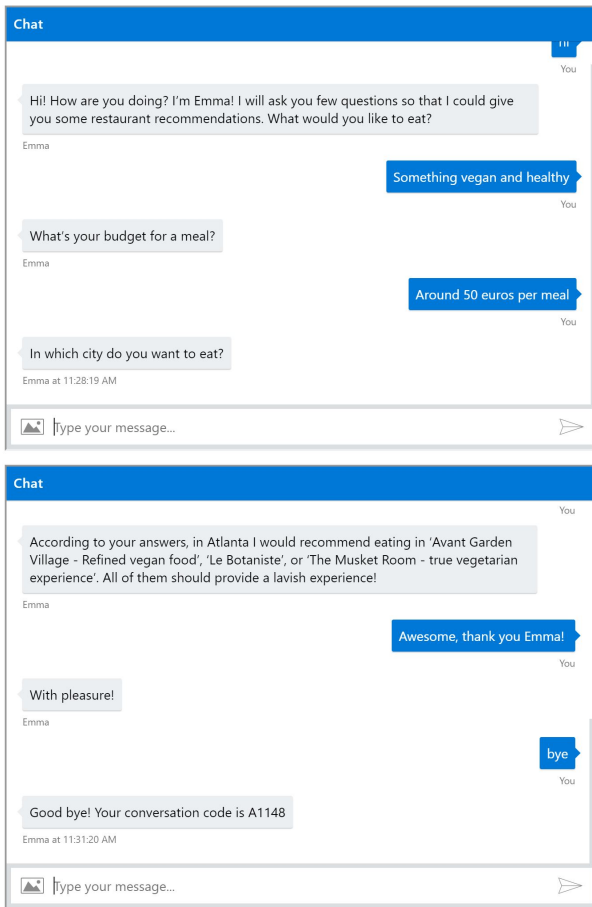 Chat
hi
You
Hi! How are you doing? I'm Emma! I will ask you few questions so that I could give
you some restaurant recommendations. What would you like to eat?
Emma
Something vegan and healthy
You
What's your budget for a meal?
Emma
Around 50 euros per meal
You
In which city do you want to eat?
Emma at 11:28:19 AM
Type your message...
Chat
You
According to your answers, in Atlanta I would recommend eating in 'Avant Garden
Village - Refined vegan food', 'Le Botaniste', or 'The Musket Room - true vegetarian
experience'. All of them should provide a lavish experience!
Emma
Awesome, thank you Emma!
You
With pleasure!
Emma
bye
You
Good bye! Your conversation code is A1148
Emma at 11:31:20 AM
Type your message...